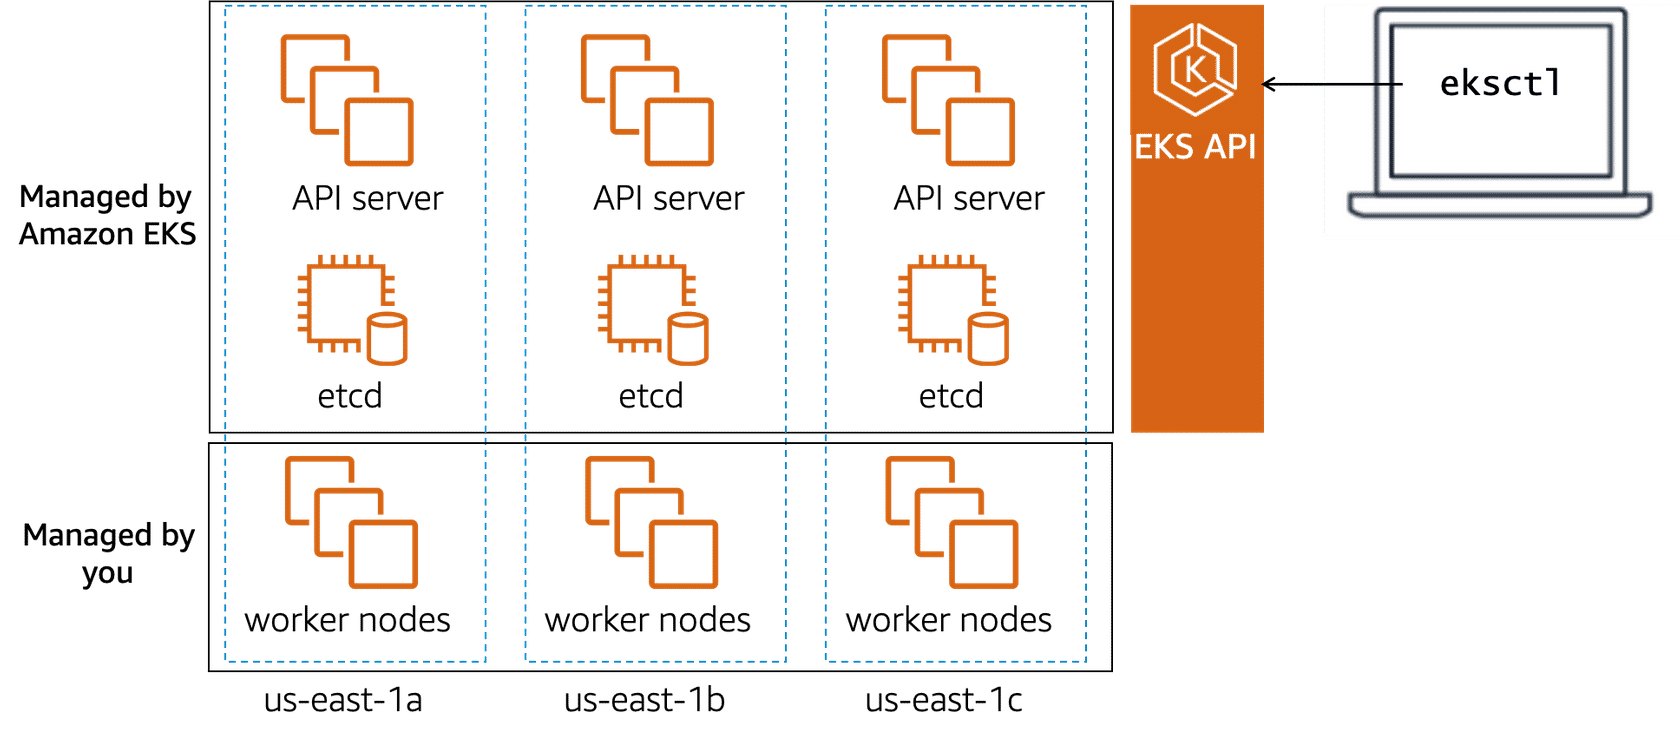 K
EKS API
eksctl
Managed by
Amazon EKS
API server
API server
API server
etcd
etcd
etcd
Managed by
you
worker nodes
worker nodes
worker nodes
us-east-1a
us-east-1b
us-east-1c